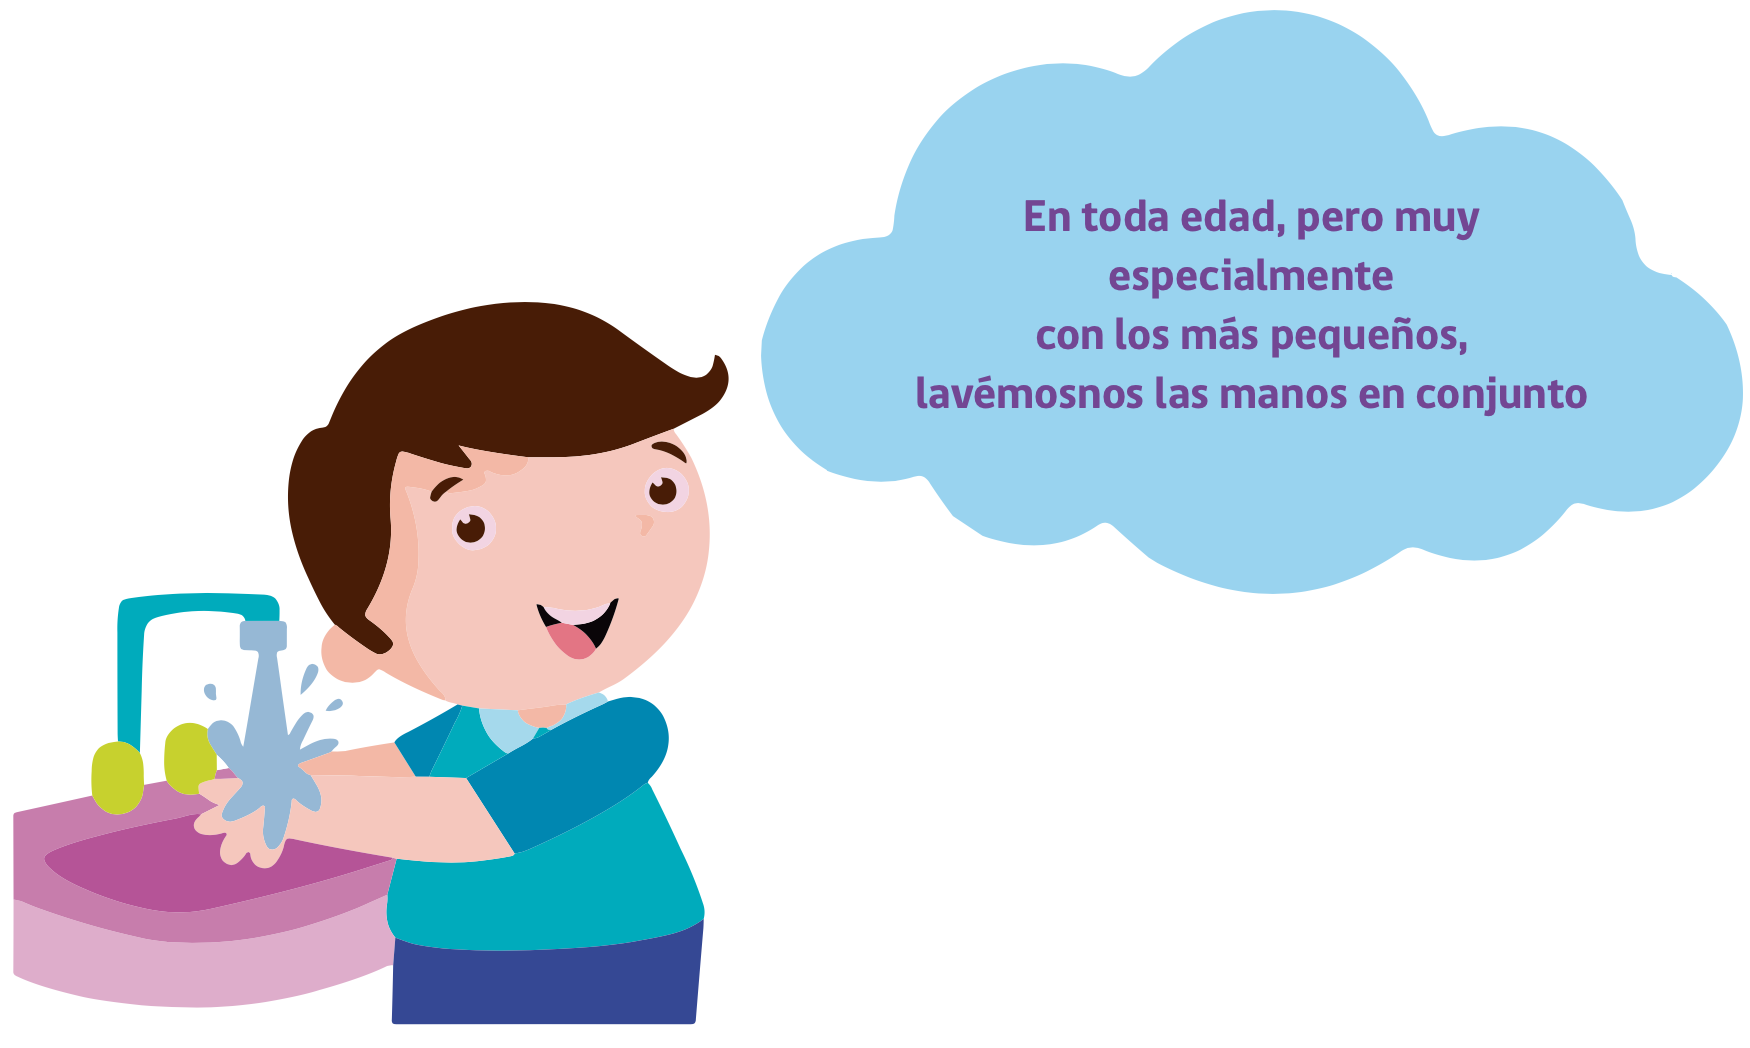 En toda edad, pero muy
especialmente
con los más pequeños,
lavémosnos las manos en conjunto